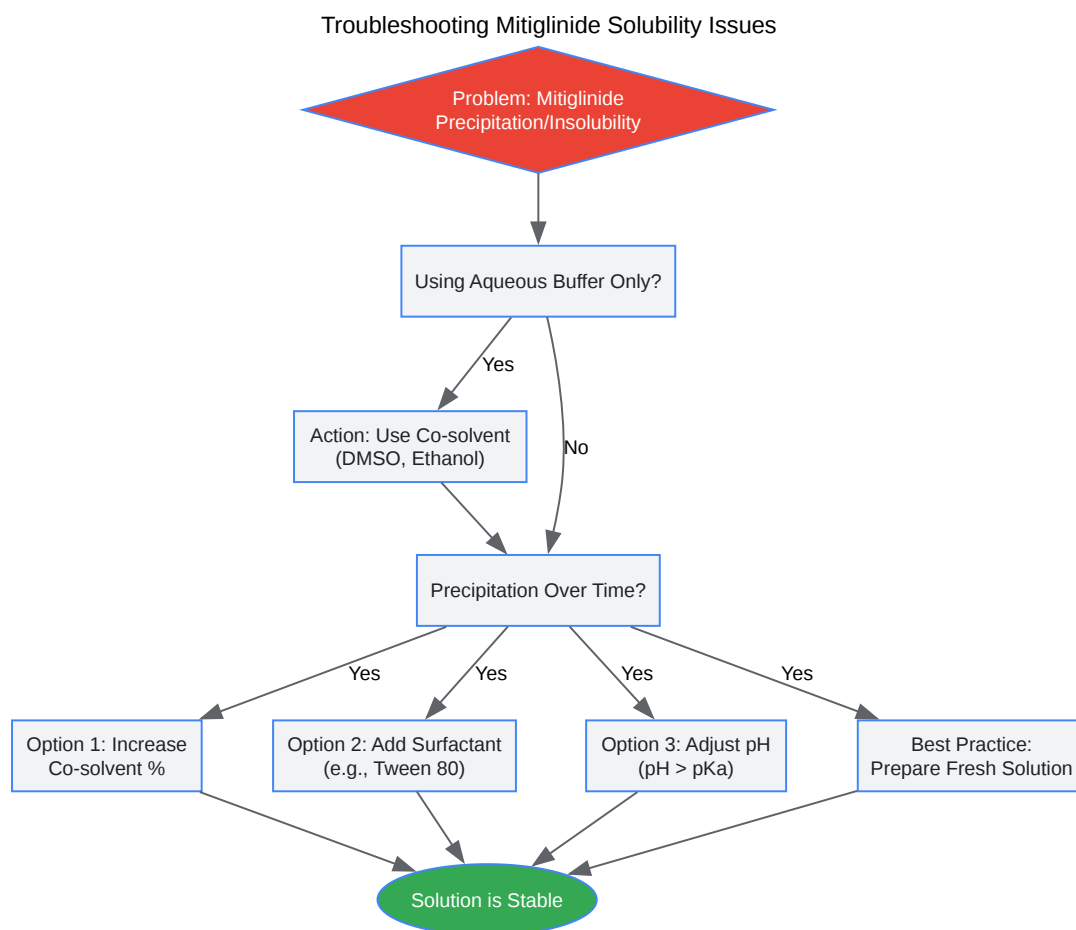 Troubleshooting Mitiglinide Solubility Issues
Problem: Mitiglinide
Precipitation/Insolubility
Using Aqueous Buffer Only?
Yes
Action: Use Co-solvent
(DMSO, Ethanol)
No
Precipitation Over Time?
Yes
Yes
Yes
Yes
Option 1: Increase
Co-solvent %
Option 2: Add Surfactant
(e.g., Tween 80)
Option 3: Adjust pH
(pH > pKa)
Best Practice:
Prepare Fresh Solution
Solution is Stable